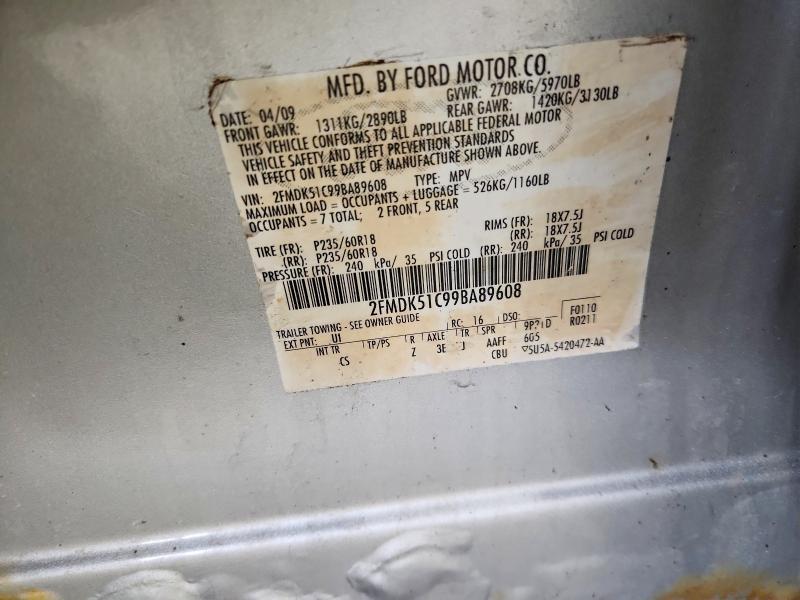 MFD. BY FORD MOTOR CO.
DATE: 04/09 GVWR: 2708KG/5970LB
FRONT GAWR: 1311KG/2890LB REAR GAWR: 1420KG/3130LB
THIS VEHICLE CONFORMS TO ALL APPLICABLE FEDERAL MOTOR
VEHICLE SAFETY AND THEFT PREVENTION STANDARDS
IN EFFECT ON THE DATE OF MANUFACTURE SHOWN ABOVE.
VIN: 2FMDK51C99BA89608 TYPE: MPV
MAXIMUM LOAD = OCCUPANTS + LUGGAGE = 526KG/1160LB
OCCUPANTS = 7 TOTAL; 2 FRONT, 5 REAR
TIRE (FR): P235/60R18 RIMS (FR): 18X7.5J
(RR): P235/60R18 (RR): 18X7.5J
PRESSURE (FR): 240 kPa/ 35 PSI COLD (RR): 240 kPa/ 35 PSI COLD
2FMDK51C99BA89608
TRAILER TOWING - SEE OWNER GUIDE RC: 16 DSO: F0110
EXT PNT: UI R0211
INT TR TP/PS R AXLE TR SPR
CS Z 3E J AAFF 605
CBU ▽5U5A-5420472-AA